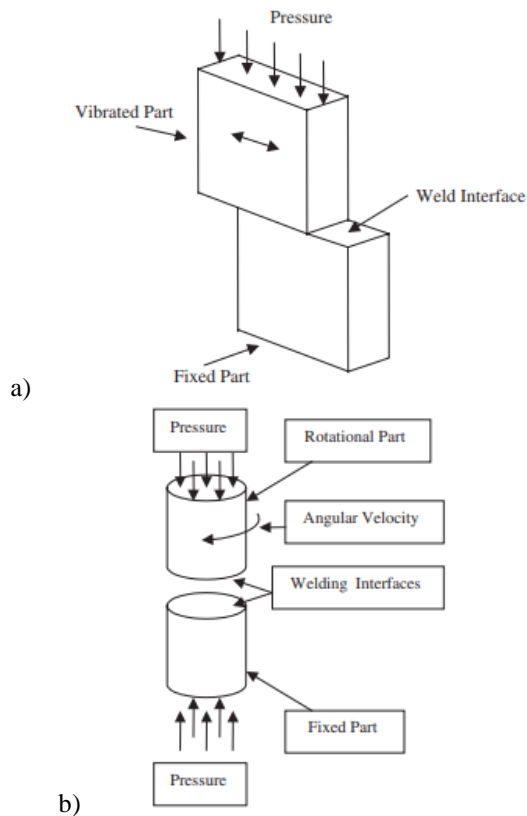 Pressure
Vibrated Part
Weld Interface
Fixed Part
a)
Pressure
Rotational Part
Angular Velocity
Welding Interfaces
Fixed Part
Pressure
b)